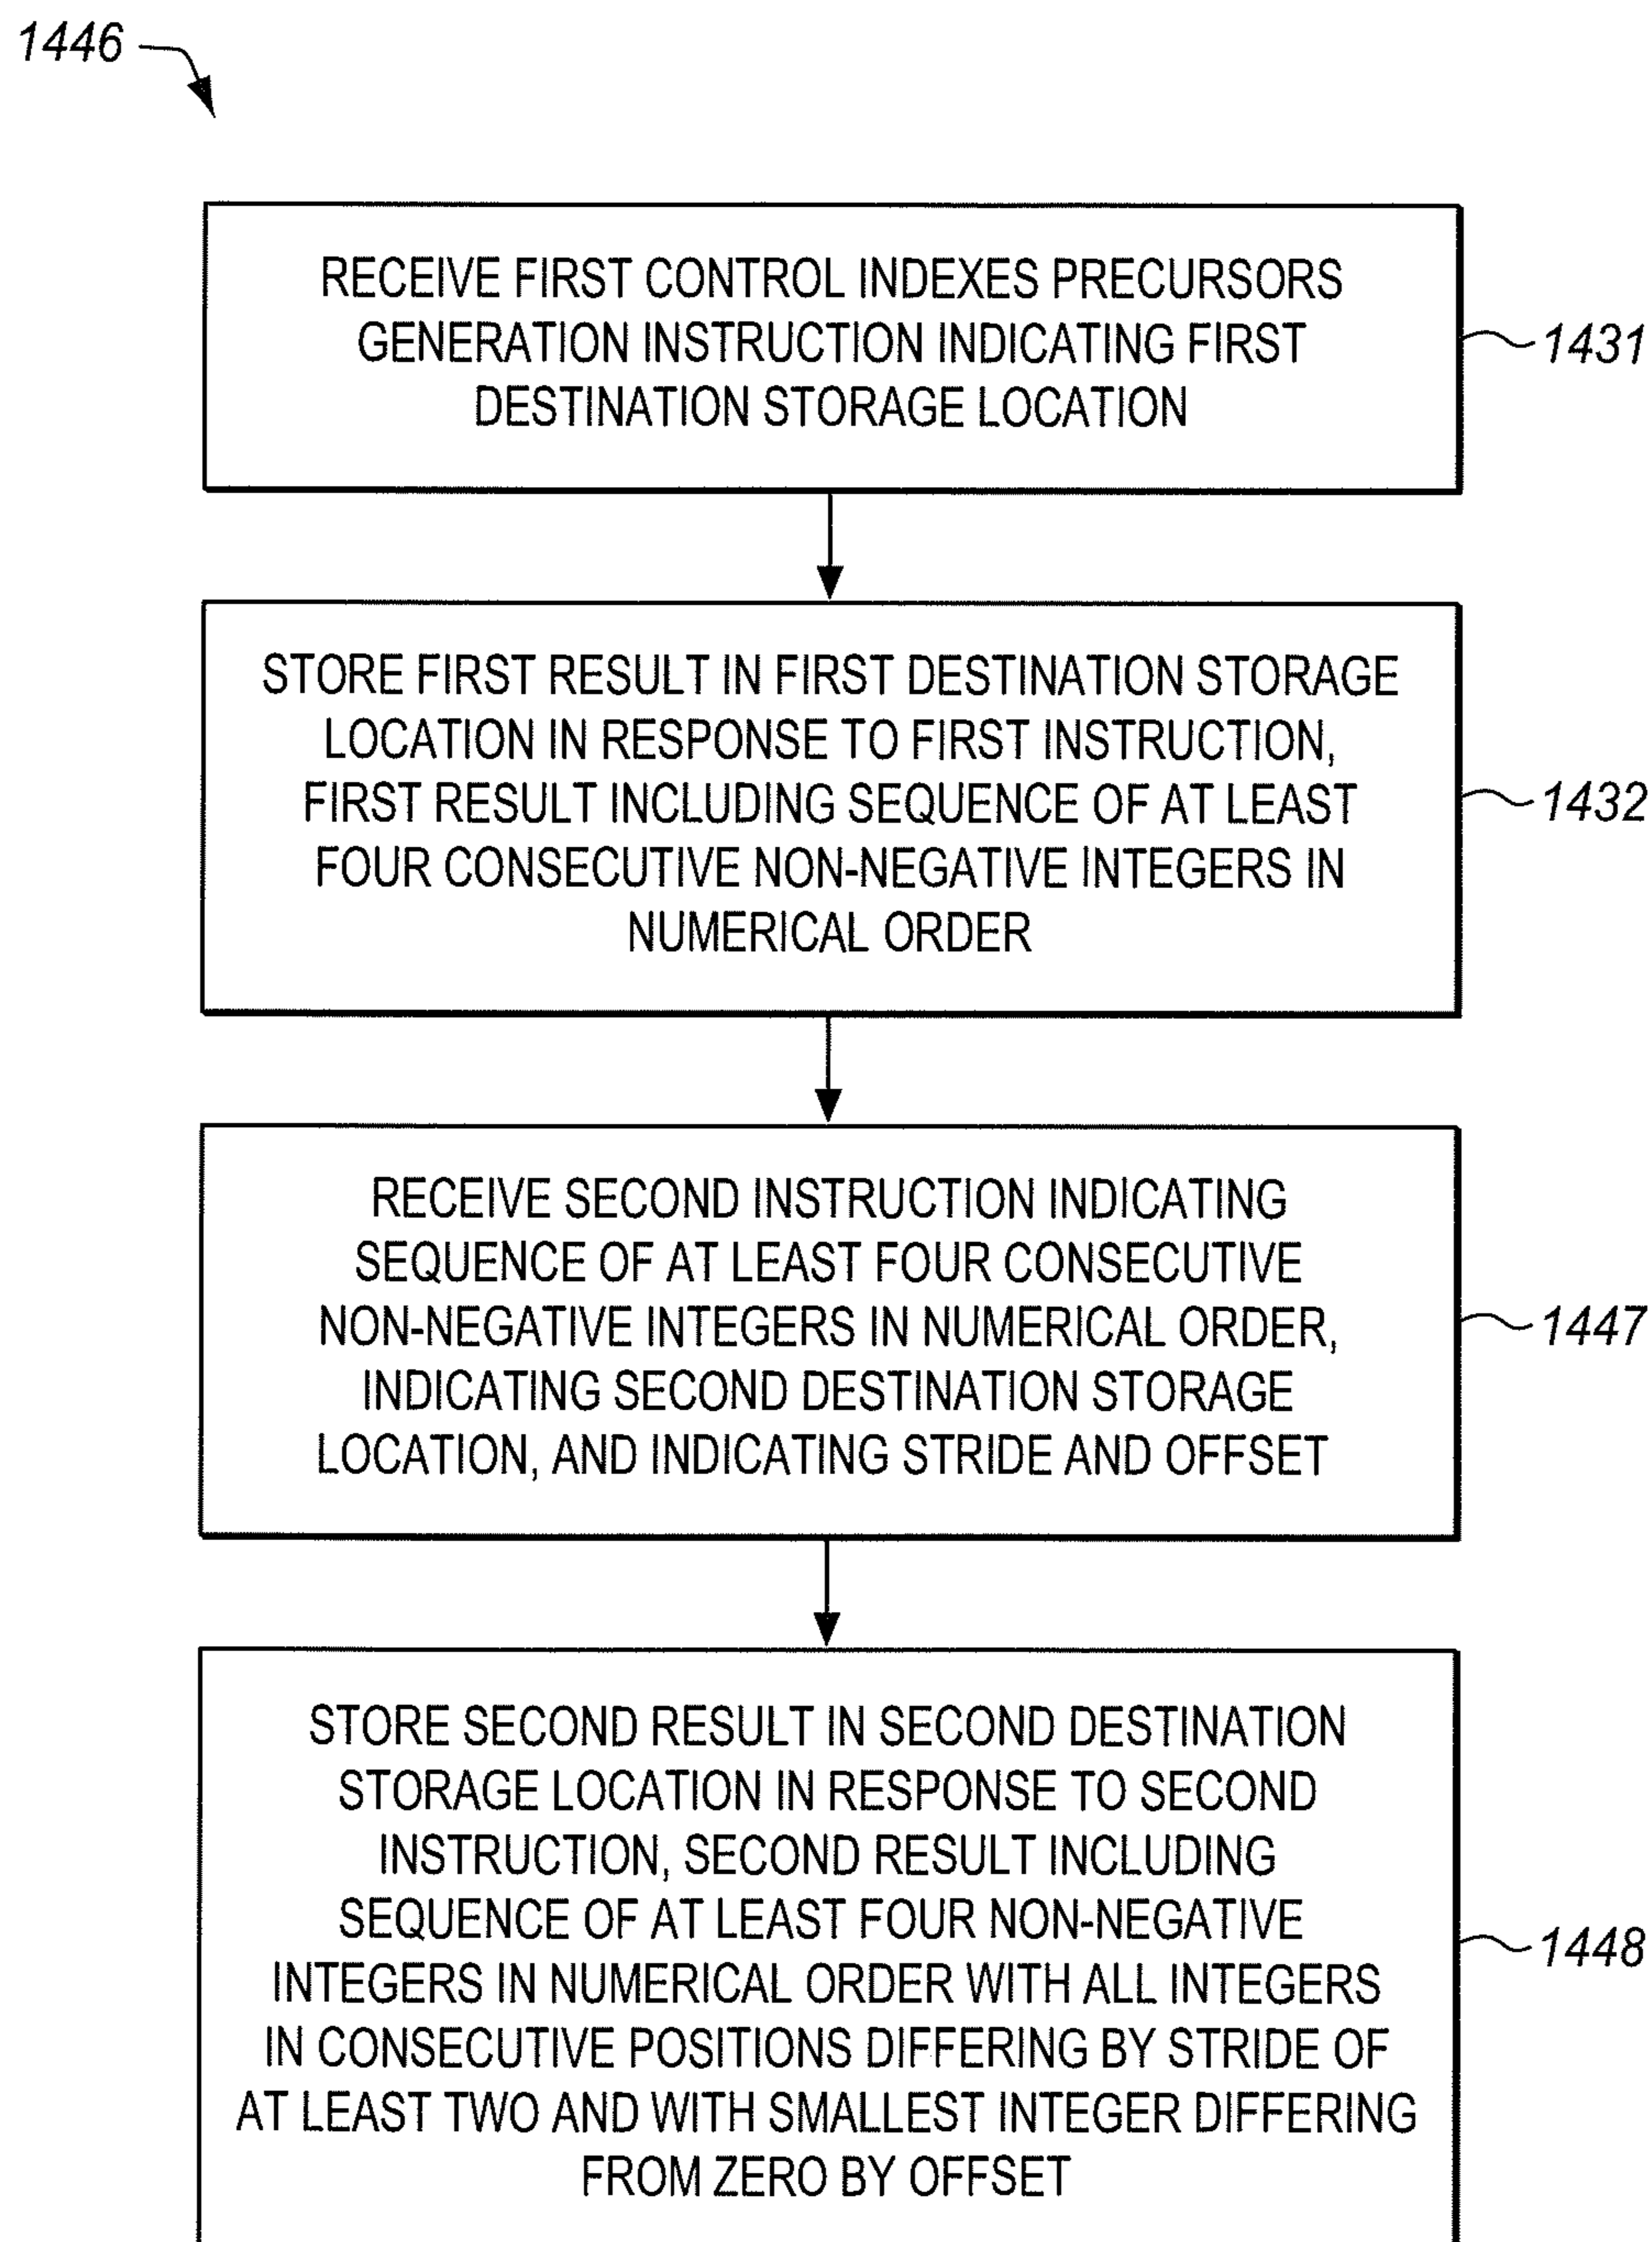 1446
RECEIVE FIRST CONTROL INDEXES PRECURSORS
GENERATION INSTRUCTION INDICATING FIRST
DESTINATION STORAGE LOCATION
1431
STORE FIRST RESULT IN FIRST DESTINATION STORAGE
LOCATION IN RESPONSE TO FIRST INSTRUCTION,
FIRST RESULT INCLUDING SEQUENCE OF AT LEAST
FOUR CONSECUTIVE NON-NEGATIVE INTEGERS IN
NUMERICAL ORDER
1432
RECEIVE SECOND INSTRUCTION INDICATING
SEQUENCE OF AT LEAST FOUR CONSECUTIVE
NON-NEGATIVE INTEGERS IN NUMERICAL ORDER,
INDICATING SECOND DESTINATION STORAGE
LOCATION, AND INDICATING STRIDE AND OFFSET
1447
STORE SECOND RESULT IN SECOND DESTINATION
STORAGE LOCATION IN RESPONSE TO SECOND
INSTRUCTION, SECOND RESULT INCLUDING
SEQUENCE OF AT LEAST FOUR NON-NEGATIVE
INTEGERS IN NUMERICAL ORDER WITH ALL INTEGERS
IN CONSECUTIVE POSITIONS DIFFERING BY STRIDE OF
AT LEAST TWO AND WITH SMALLEST INTEGER DIFFERING
FROM ZERO BY OFFSET
1448